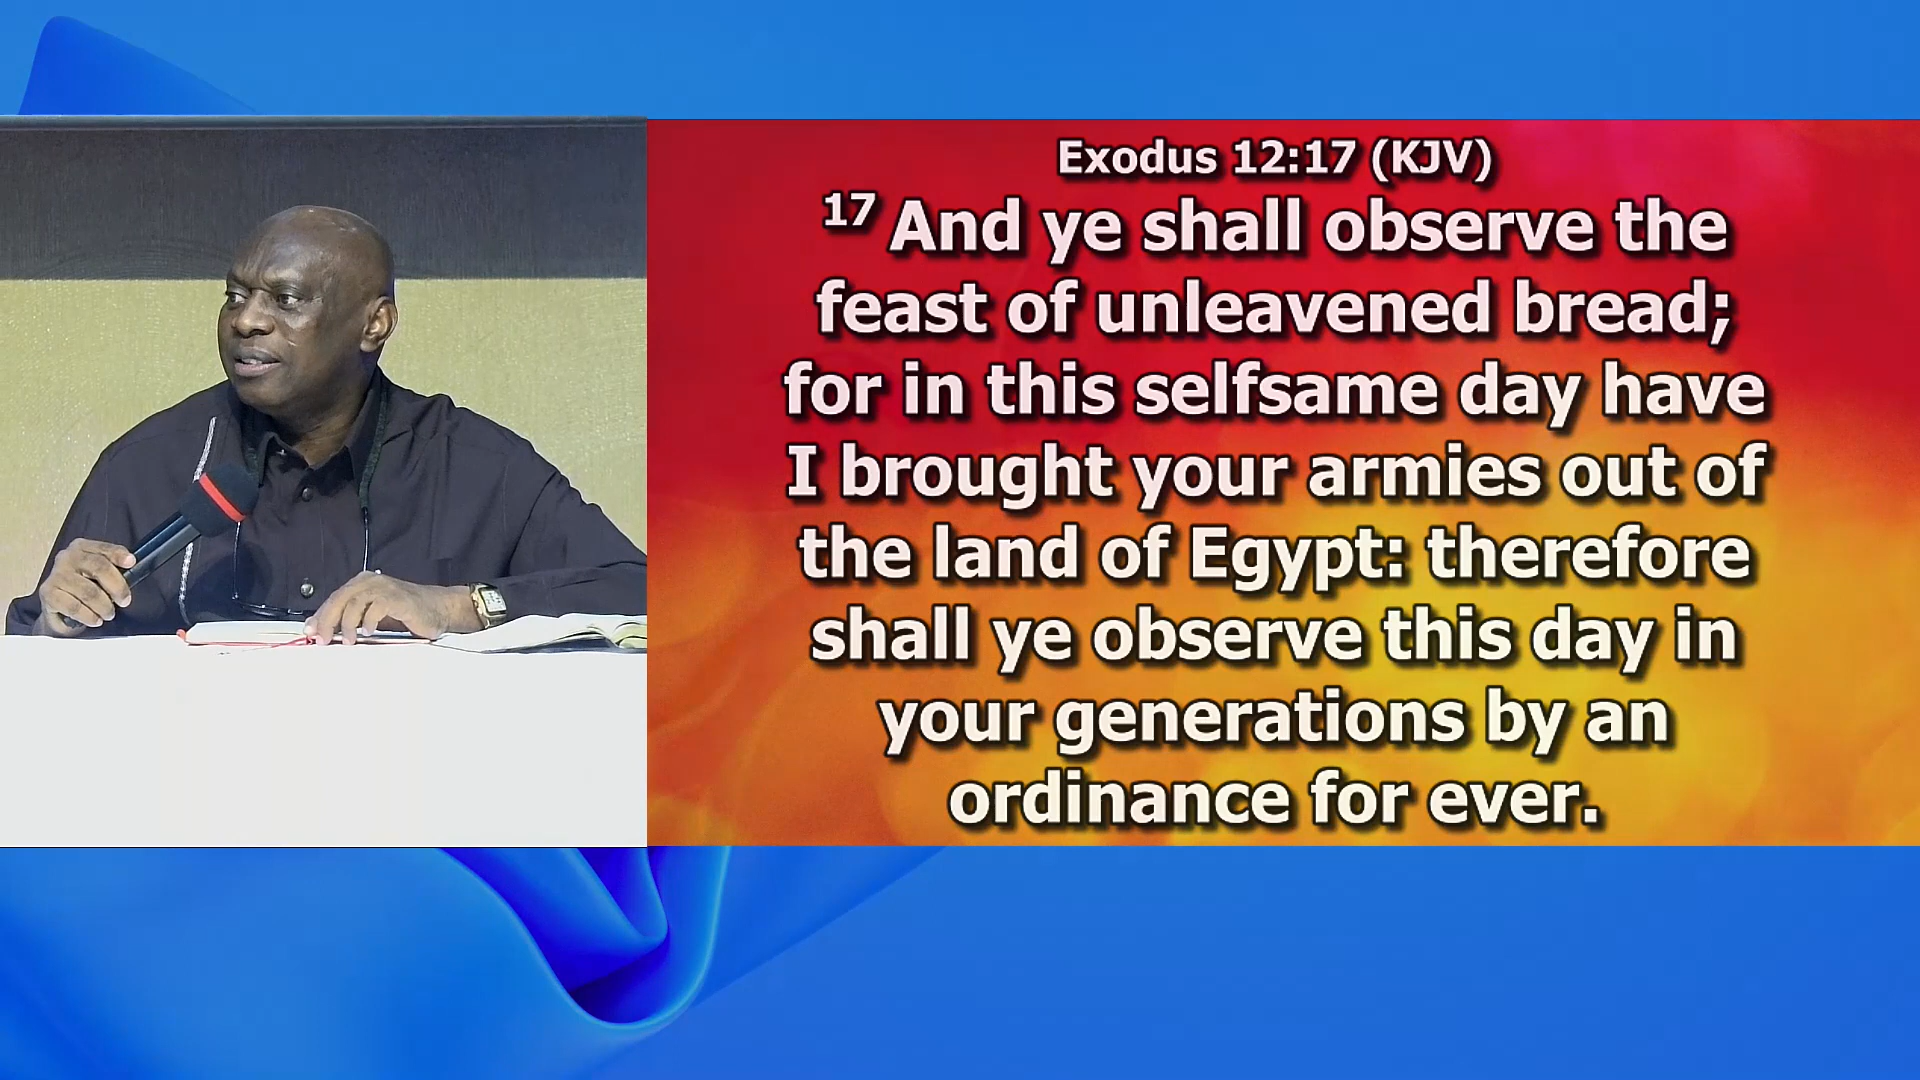 Exodus 12:17 (KJV)
17 And ye shall observe the
feast of unleavened bread;
for in this selfsame day have
I brought your armies out of
the land of Egypt: therefore
shall ye observe this day in
your generations by an
ordinance for ever.